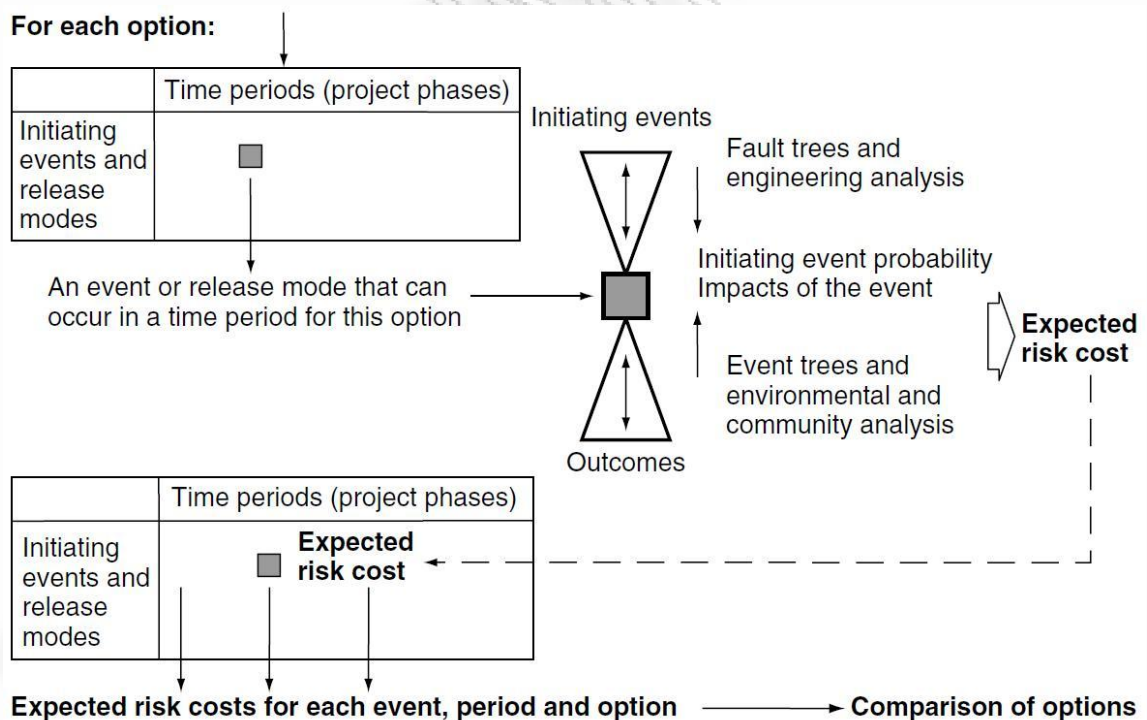 For each option:
Time periods (project phases)
Initiating
events and
release
modes
An event or release mode that can
occur in a time period for this option
Initiating events
Outcomes
Fault trees and
engineering analysis
Initiating event probability
Impacts of the event
Event trees and
environmental and
community analysis
Expected
risk cost
Time periods (project phases)
Initiating
events and
release
modes
Expected
risk cost
Expected risk costs for each event, period and option
Comparison of options